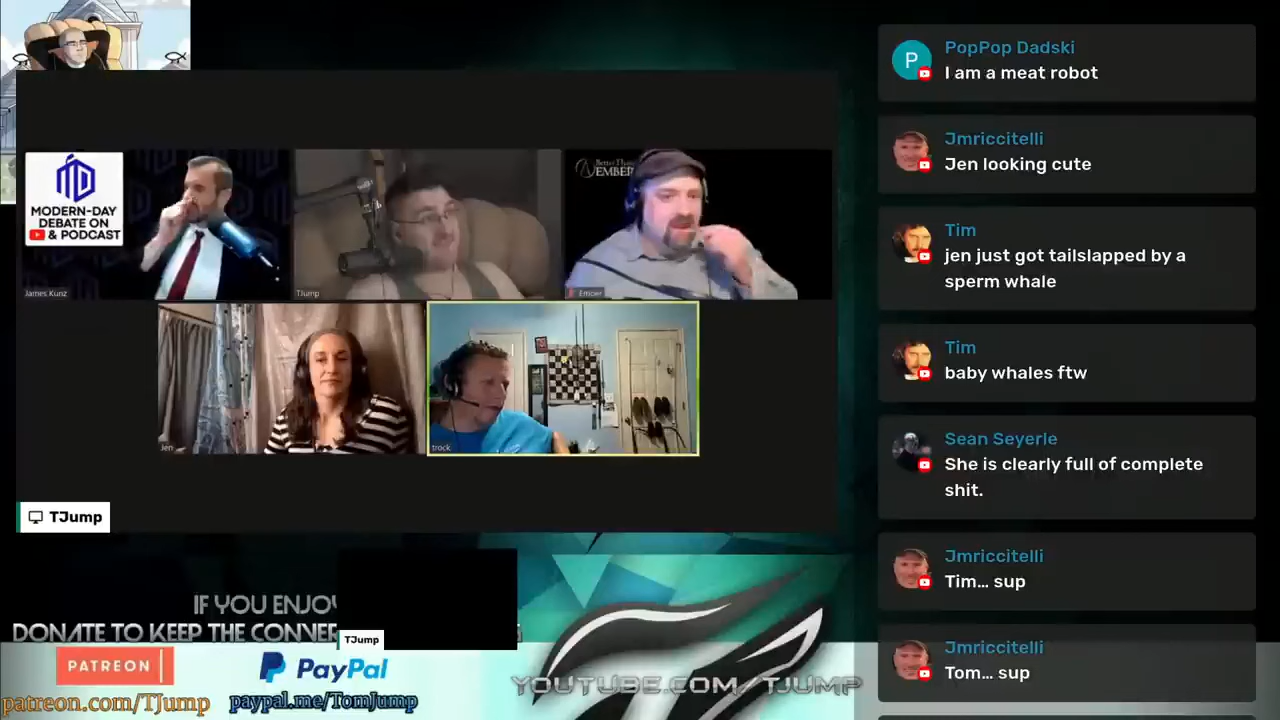 MODERN-DAY
DEBATE ON
& PODCAST
James Kunz
TJump
EMBER
Ember
Jen
trock
TJump
IF YOU ENJOY
DONATE TO KEEP THE CONVER
TJump
PATREON
PayPal
patreon.com/TJump
paypal.me/TomJump
YOUTUBE.COM/TJUMP
P
PopPop Dadski
I am a meat robot
Jmriccitelli
Jen looking cute
Tim
jen just got tailslapped by a
sperm whale
Tim
baby whales ftw
Sean Seyerle
She is clearly full of complete
shit.
Jmriccitelli
Tim... sup
Jmriccitelli
Tom... sup